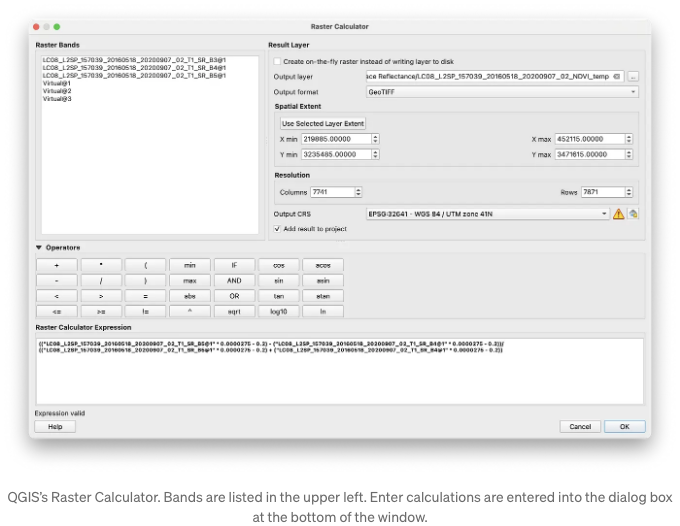 Raster Calculator
Raster Bands
LC08_L2SP_157039_20160518_20200907_02_T1_SR_B3@1
LC08_L2SP_157039_20160518_20200907_02_T1_SR_B4@1
LC08_L2SP_157039_20160518_20200907_02_T1_SR_B5@1
Virtual@1
Virtual@2
Virtual@3
Result Layer
Create on-the-fly raster instead of writing layer to disk
Output layer ace Reflectance/LC08_L2SP_157039_20160518_20200907_02_NDVI_temp ...
Output format GeoTIFF
Spatial Extent
Use Selected Layer Extent
X min 219885.00000 X max 452115.00000
Y min 3235485.00000 Y max 3471615.00000
Resolution
Columns 7741 Rows 7871
Output CRS EPSG:32641 - WGS 84 / UTM zone 41N
Add result to project
Operators
+ * ( min IF cos acos
- / ) max AND sin asin
< > = abs OR tan atan
<= >= != ^ sqrt log10 ln
Raster Calculator Expression
(("LC08_L2SP_157039_20160518_20200907_02_T1_SR_B5@1" * 0.0000275 - 0.2) - ("LC08_L2SP_157039_20160518_20200907_02_T1_SR_B4@1" * 0.0000275 - 0.2))/
(("LC08_L2SP_157039_20160518_20200907_02_T1_SR_B5@1" * 0.0000275 - 0.2) + ("LC08_L2SP_157039_20160518_20200907_02_T1_SR_B4@1" * 0.0000275 - 0.2))
Expression valid
Help Cancel OK
QGIS's Raster Calculator. Bands are listed in the upper left. Enter calculations are entered into the dialog box
at the bottom of the window.